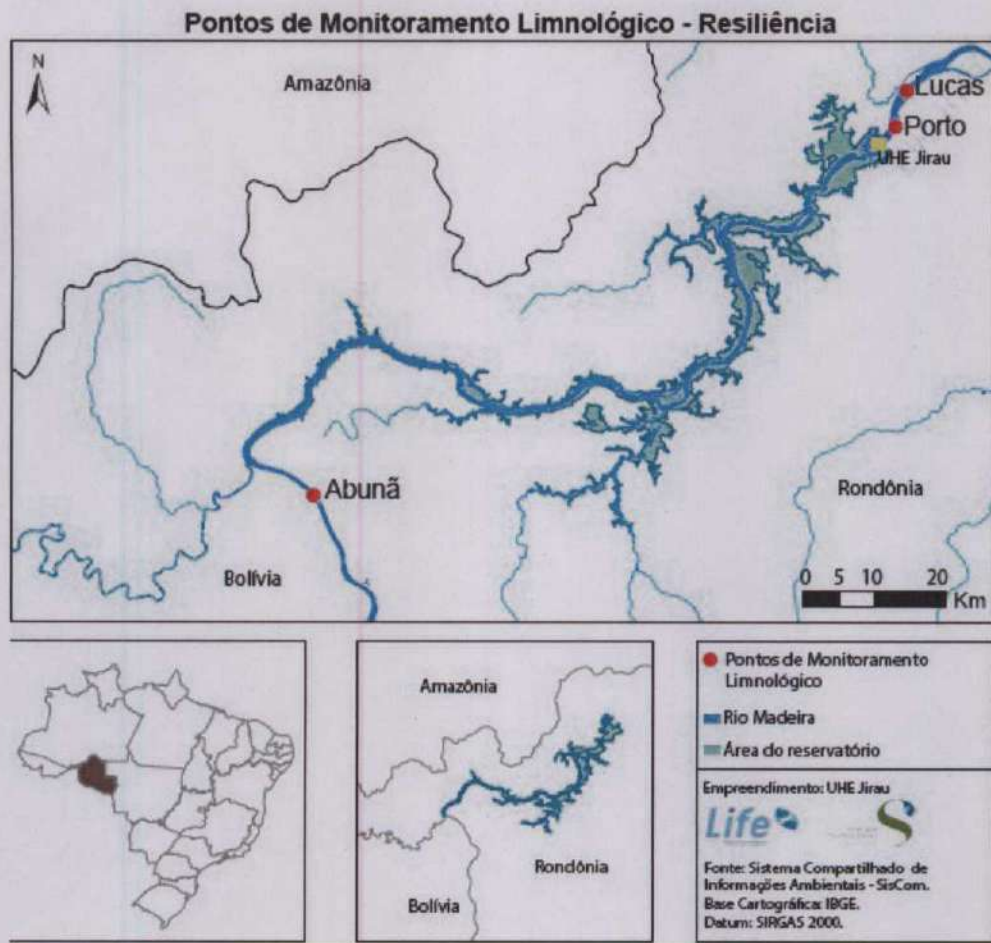 Pontos de Monitoramento Limnológico - Resiliência
N
Amazônia
Lucas
Porto
UHE Jirau
Abunã
Rondônia
Bolívia
0 5 10 20
Km
Amazônia
Rondônia
Bolívia
Pontos de Monitoramento
Limnológico
Rio Madeira
Área do reservatório
Empreendimento: UHE Jirau
Life
Fonte: Sistema Compartilhado de
Informações Ambientais - SisCom.
Base Cartográfica: IBGE.
Datum: SIRGAS 2000.